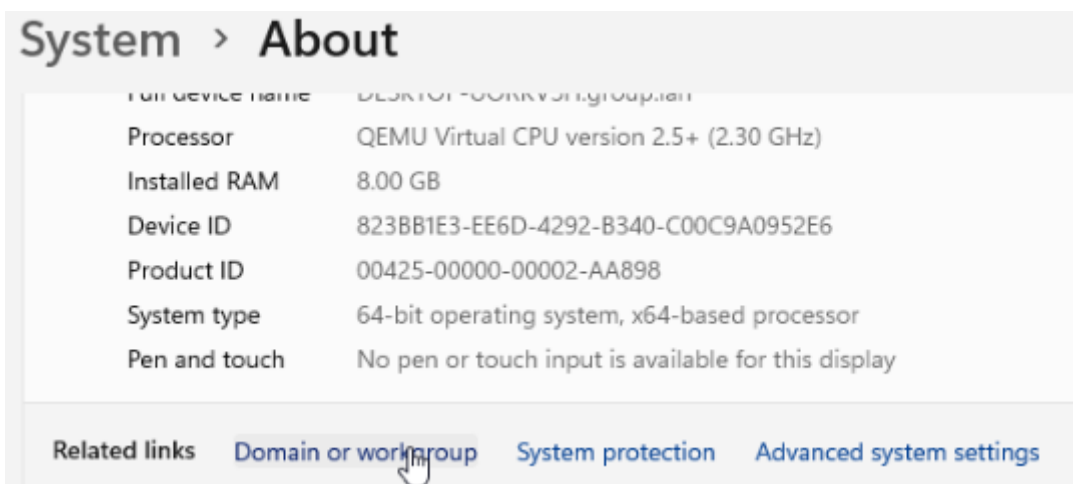 System > About
Full device name
Processor QEMU Virtual CPU version 2.5+ (2.30 GHz)
Installed RAM 8.00 GB
Device ID 823BB1E3-EE6D-4292-B340-C00C9A0952E6
Product ID 00425-00000-00002-AA898
System type 64-bit operating system, x64-based processor
Pen and touch No pen or touch input is available for this display
Related links Domain or workgroup System protection Advanced system settings